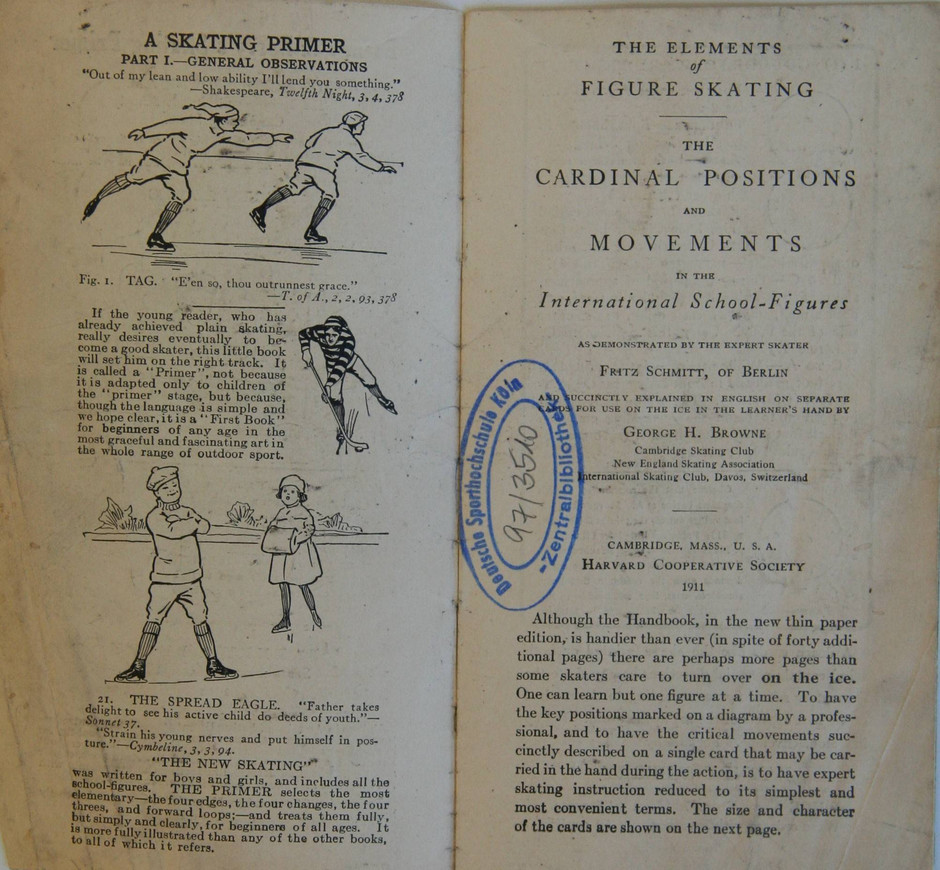 A SKATING PRIMER
PART I.—GENERAL OBSERVATIONS
"Out of my lean and low ability I'll lend you something."
—Shakespeare, Twelfth Night, 3, 4, 378
Fig. 1. TAG. "E'en so, thou outrunnest grace."
—T. of A., 2, 2, 93, 378
If the young reader, who has
already achieved plain skating,
really desires eventually to be-
come a good skater, this little book
will set him on the right track. It
is called a "Primer", not because
it is adapted only to children of
the "primer" stage, but because,
though the language is simple and
we hope clear, it is a "First Book"
for beginners of any age in the
most graceful and fascinating art in
the whole range of outdoor sport.
21. THE SPREAD EAGLE. "Father takes
delight to see his active child do deeds of youth."—
Sonnet 37.
"Strain his young nerves and put himself in pos-
ture."—Cymbeline, 3, 3, 94.
"THE NEW SKATING"
was written for boys and girls, and includes all the
school-figures. THE PRIMER selects the most
elementary—the four edges, the four changes, the four
threes, and forward loops;—and treats them fully,
but simply and clearly, for beginners of all ages. It
is more fully illustrated than any of the other books,
to all of which it refers.
THE ELEMENTS
of
FIGURE SKATING
THE
CARDINAL POSITIONS
AND
MOVEMENTS
IN THE
International School-Figures
AS DEMONSTRATED BY THE EXPERT SKATER
FRITZ SCHMITT, OF BERLIN
AND SUCCINCTLY EXPLAINED IN ENGLISH ON SEPARATE
CARDS FOR USE ON THE ICE IN THE LEARNER'S HAND BY
GEORGE H. BROWNE
Cambridge Skating Club
New England Skating Association
International Skating Club, Davos, Switzerland
CAMBRIDGE, MASS., U. S. A.
HARVARD COOPERATIVE SOCIETY
1911
Although the Handbook, in the new thin paper
edition, is handier than ever (in spite of forty addi-
tional pages) there are perhaps more pages than
some skaters care to turn over on the ice.
One can learn but one figure at a time. To have
the key positions marked on a diagram by a profes-
sional, and to have the critical movements suc-
cinctly described on a single card that may be car-
ried in the hand during the action, is to have expert
skating instruction reduced to its simplest and
most convenient terms. The size and character
of the cards are shown on the next page.
Deutsche Sporthochschule Köln
97/3510
-Zentralbibliothek-